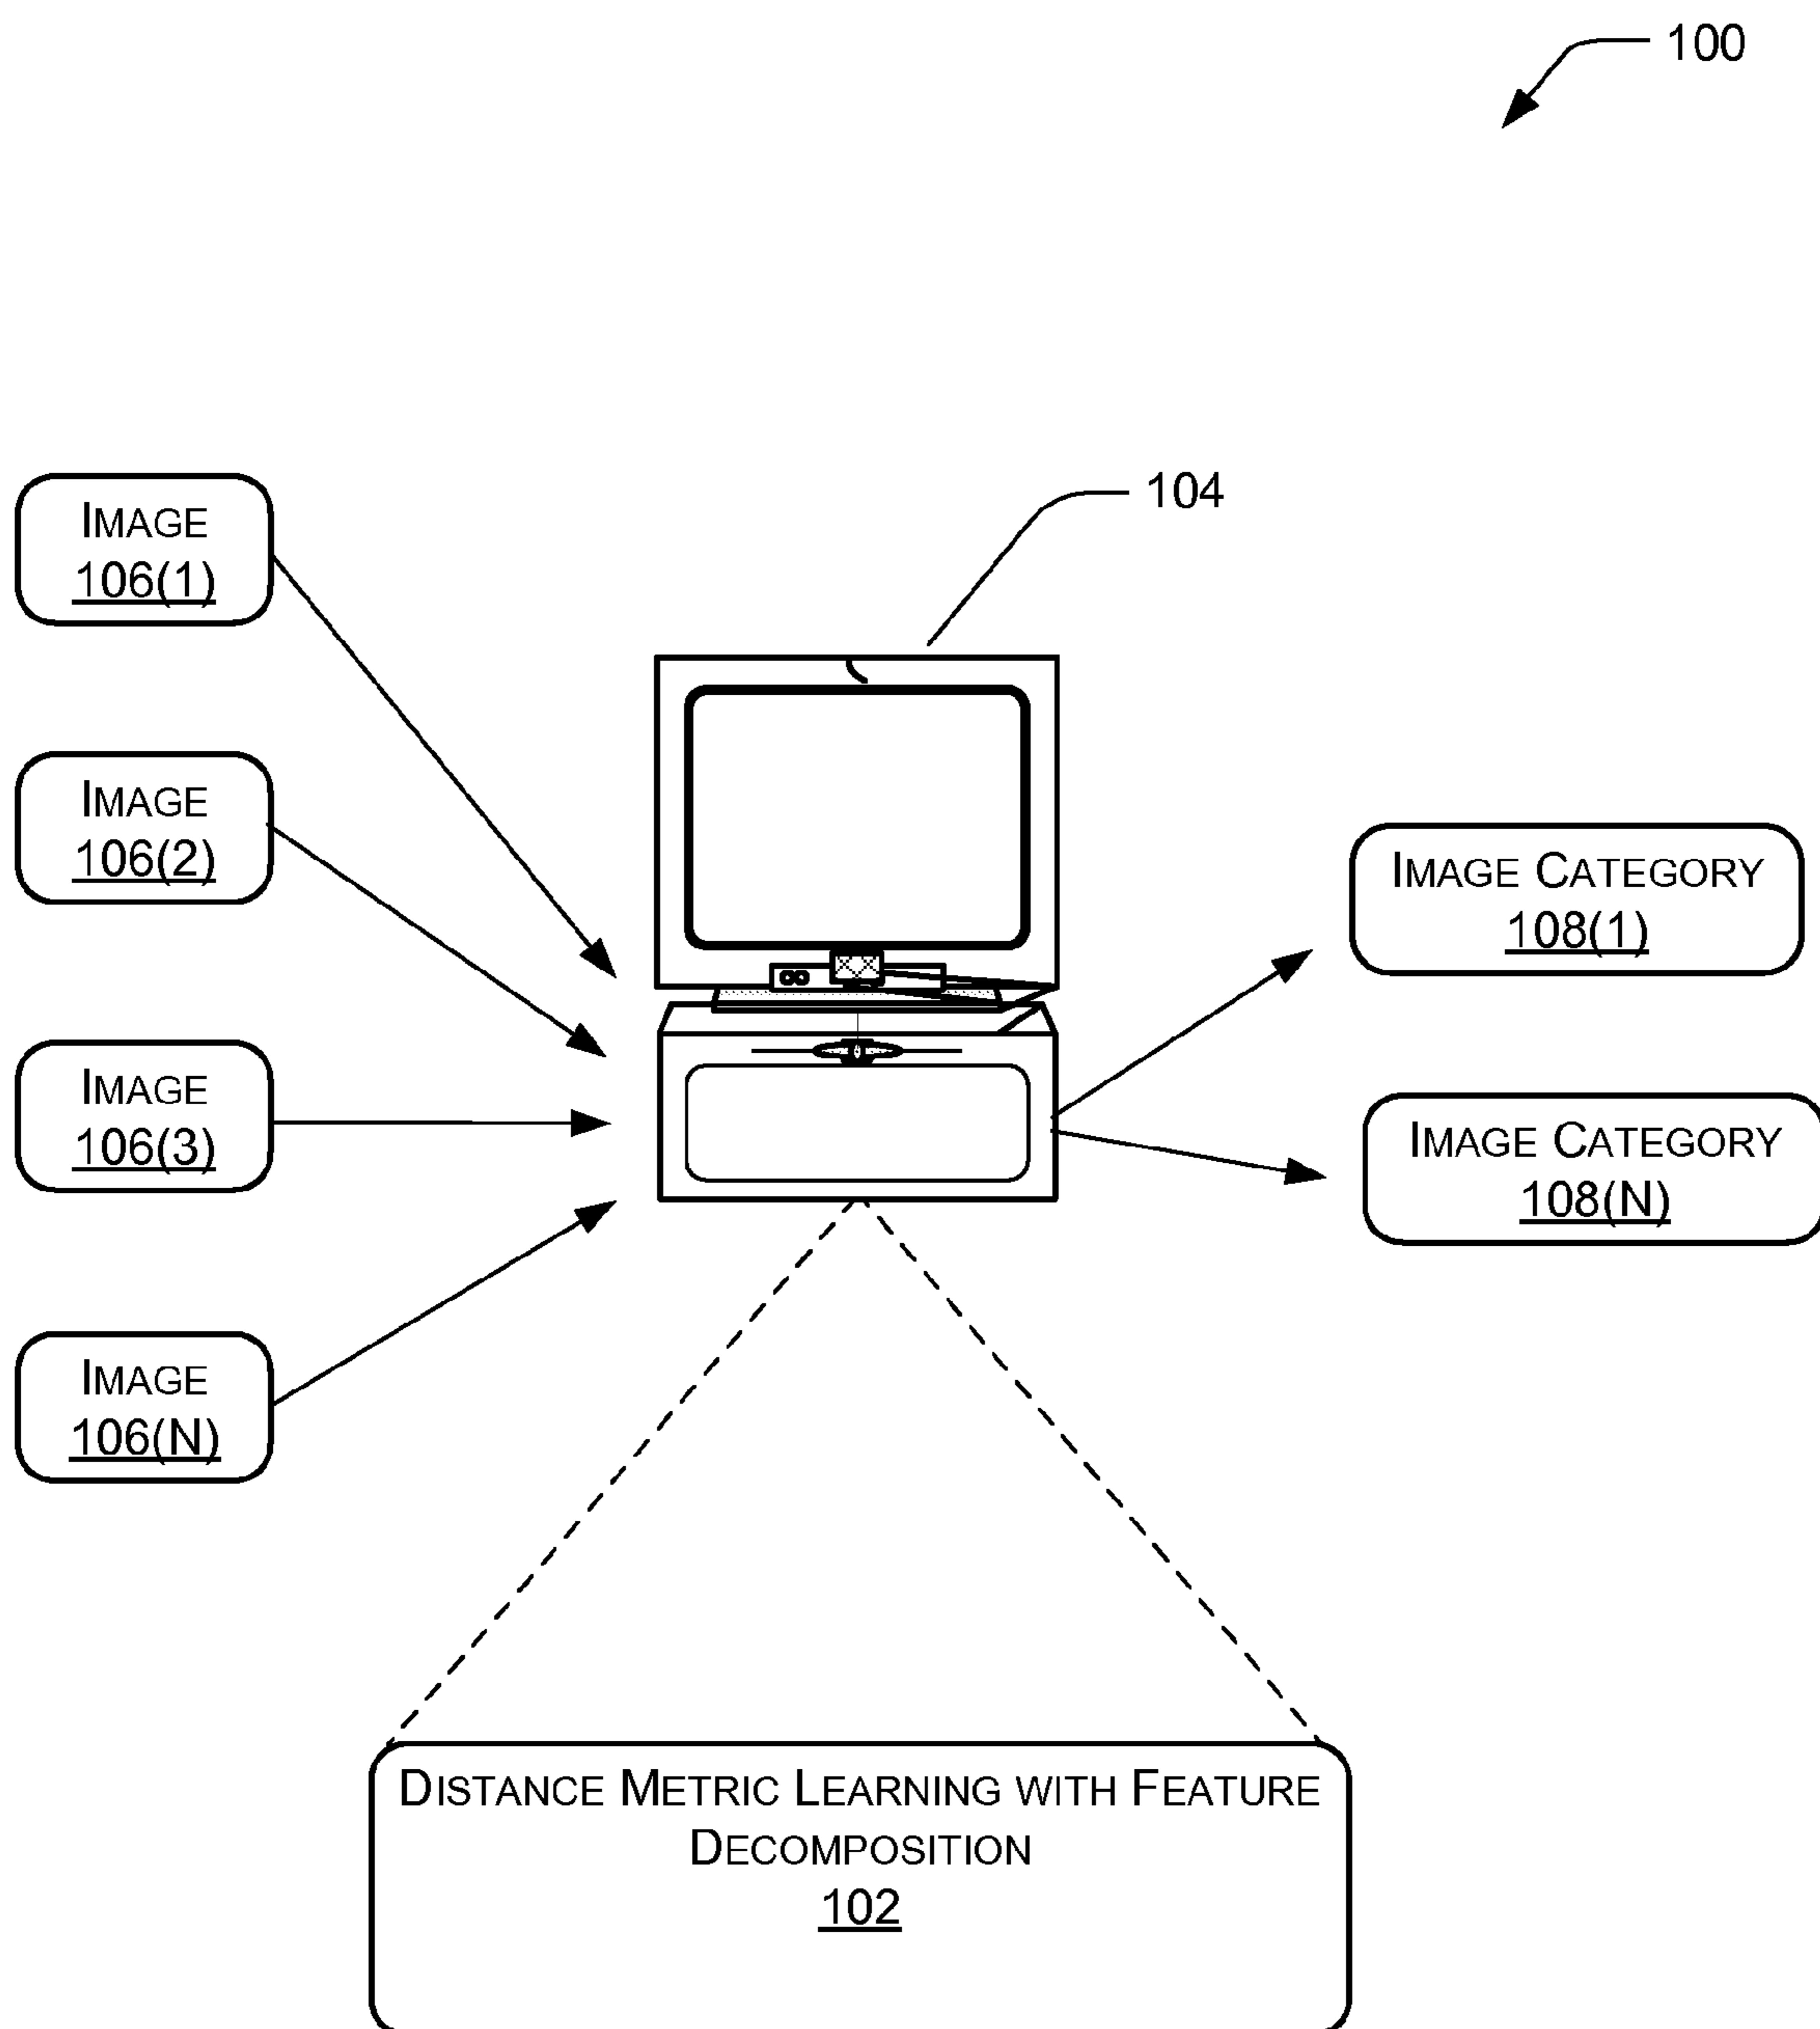 100
104
IMAGE
106(1)
IMAGE
106(2)
IMAGE
106(3)
IMAGE
106(N)
IMAGE CATEGORY
108(1)
IMAGE CATEGORY
108(N)
DISTANCE METRIC LEARNING WITH FEATURE
DECOMPOSITION
102